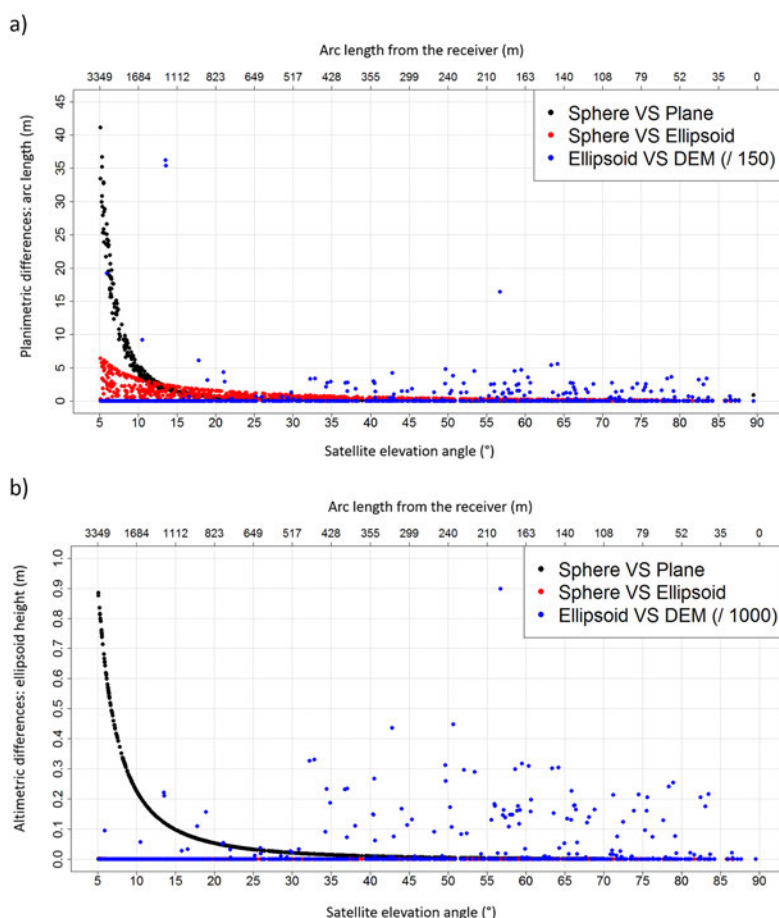 a)
Arc length from the receiver (m)
3349 1684 1112 823 649 517 428 355 299 240 210 163 140 108 79 52 35 0
Planimetric differences: arc length (m)
45
40
35
30
25
20
15
10
5
0
Sphere VS Plane
Sphere VS Ellipsoid
Ellipsoid VS DEM (/ 150)
5 10 15 20 25 30 35 40 45 50 55 60 65 70 75 80 85 90
Satellite elevation angle (°)
b)
Arc length from the receiver (m)
3349 1684 1112 823 649 517 428 355 299 240 210 163 140 108 79 52 35 0
Altimetric differences: ellipsoid height (m)
1.0
0.9
0.8
0.7
0.6
0.5
0.4
0.3
0.2
0.1
0.0
Sphere VS Plane
Sphere VS Ellipsoid
Ellipsoid VS DEM (/ 1000)
5 10 15 20 25 30 35 40 45 50 55 60 65 70 75 80 85 90
Satellite elevation angle (°)